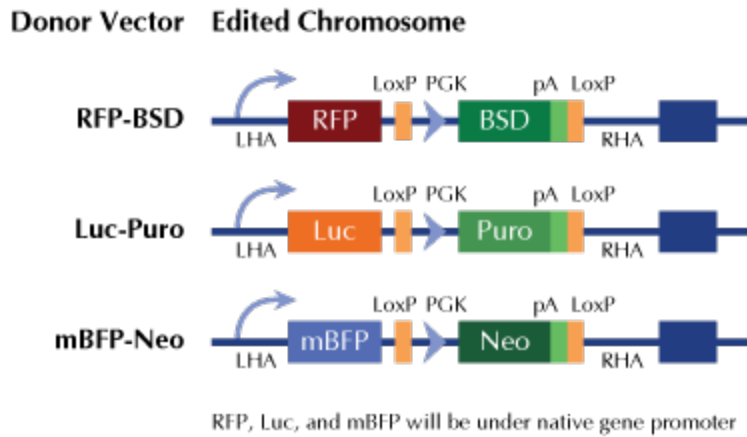 Donor Vector Edited Chromosome
LoxP PGK pA LoxP
RFP-BSD RFP BSD
LHA RHA
LoxP PGK pA LoxP
Luc-Puro Luc Puro
LHA RHA
LoxP PGK pA LoxP
mBFP-Neo mBFP Neo
LHA RHA
RFP, Luc, and mBFP will be under native gene promoter